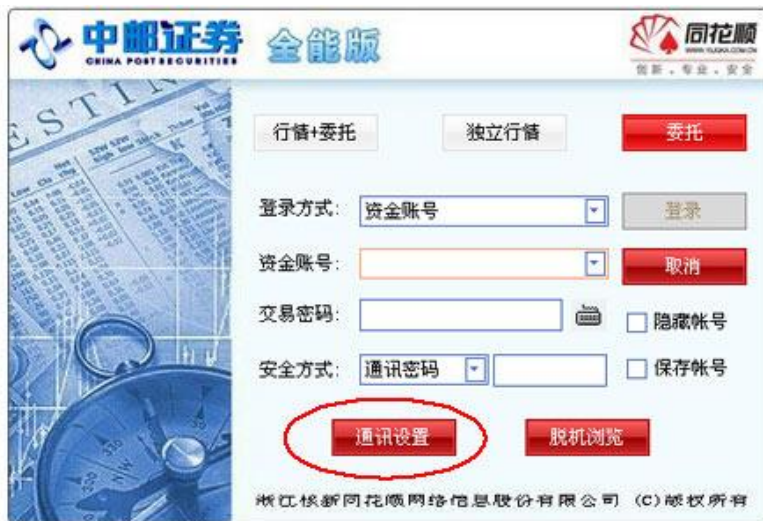 中邮证券 全能版 同花顺
CHINA POST SECURITIES
创新·专业·安全
行情+委托 独立行情 委托
登录方式: 资金账号 登录
资金账号: 取消
交易密码: 隐藏帐号
安全方式: 通讯密码 保存帐号
通讯设置 脱机浏览
浙江核新同花顺网络信息股份有限公司 (C)版权所有